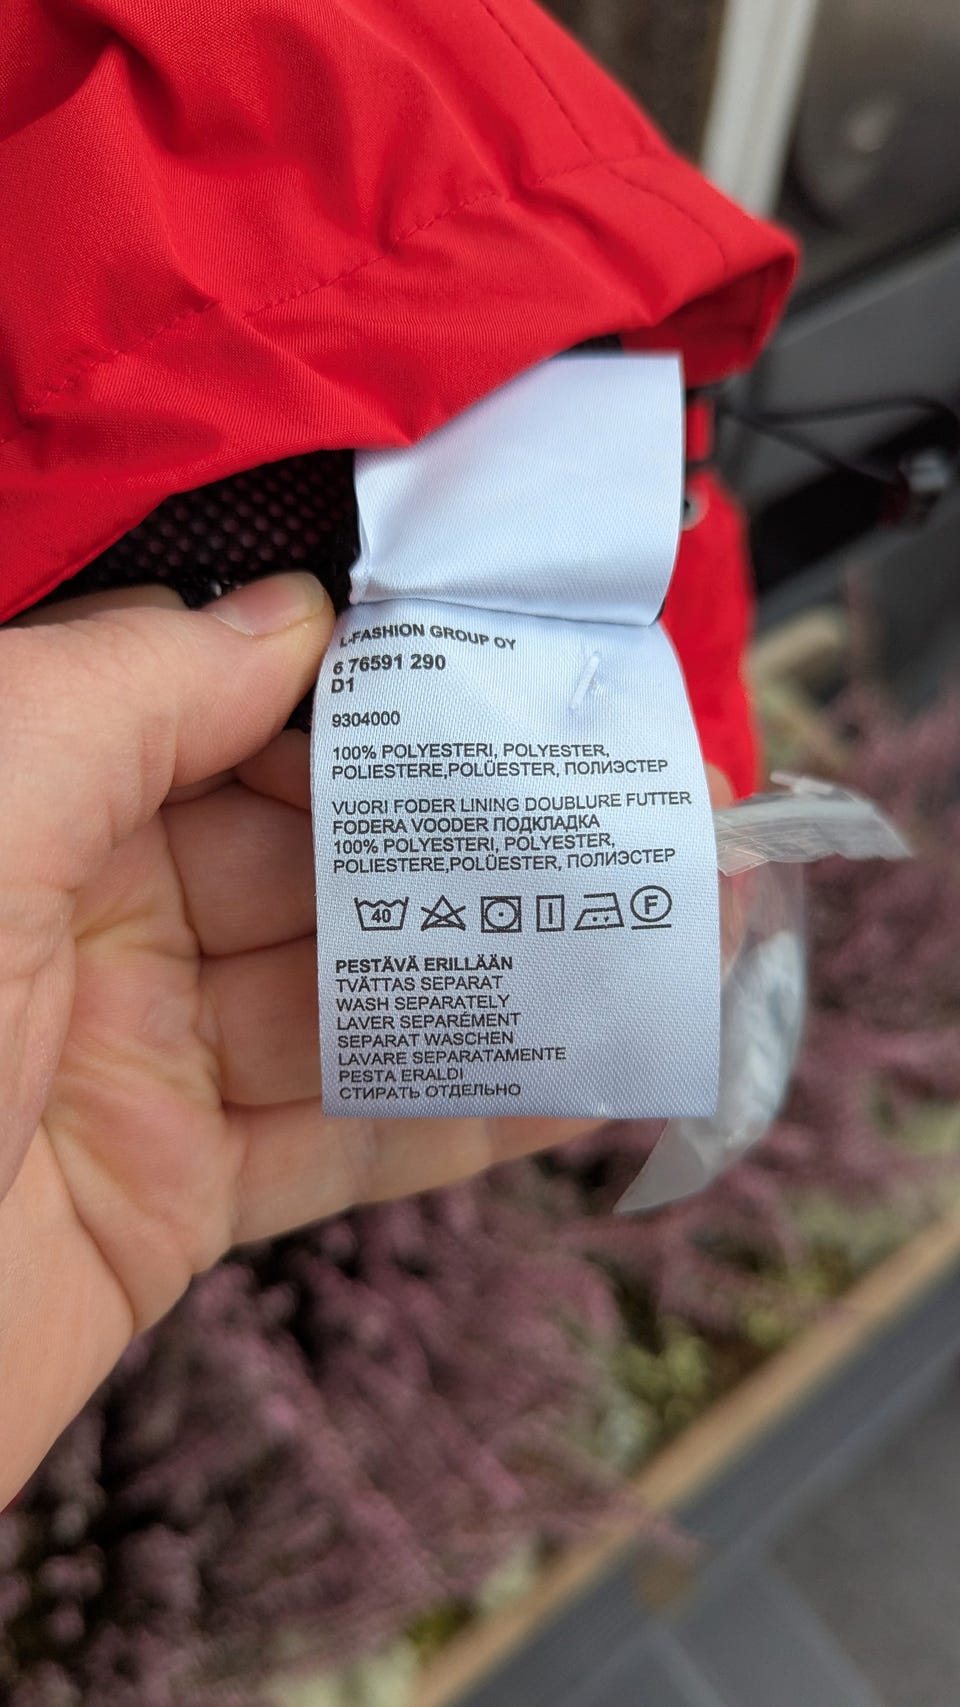 L-FASHION GROUP OY
6 76591 290
D1
9304000
100% POLYESTERI, POLYESTER,
POLIESTERE,POLÜESTER, ПОЛИЭСТЕР
VUORI FODER LINING DOUBLURE FUTTER
FODERA VOODER ПОДКЛАДКА
100% POLYESTERI, POLYESTER,
POLIESTERE,POLÜESTER, ПОЛИЭСТЕР
40 F
PESTÄVÄ ERILLÄÄN
TVÄTTAS SEPARAT
WASH SEPARATELY
LAVER SEPARÉMENT
SEPARAT WASCHEN
LAVARE SEPARATAMENTE
PESTA ERALDI
СТИРАТЬ ОТДЕЛЬНО